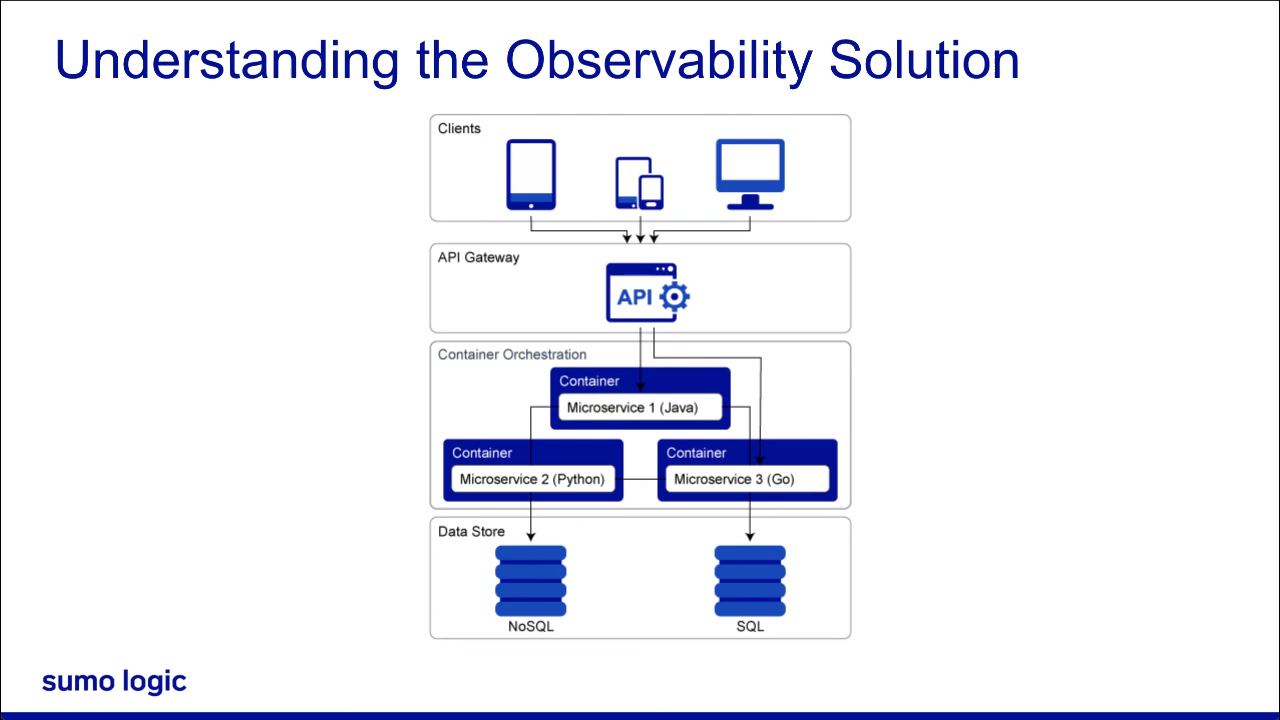 Understanding the Observability Solution
Clients
API Gateway
API
Container Orchestration
Container
Microservice 1 (Java)
Container
Microservice 2 (Python)
Container
Microservice 3 (Go)
Data Store
NoSQL
SQL
sumo logic